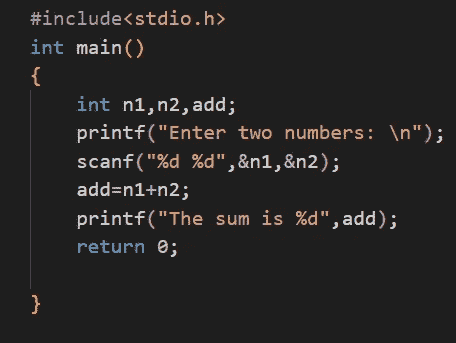 #include<stdio.h>
int main()
{
    int n1,n2,add;
    printf("Enter two numbers: \n");
    scanf("%d %d",&n1,&n2);
    add=n1+n2;
    printf("The sum is %d",add);
    return 0;

}